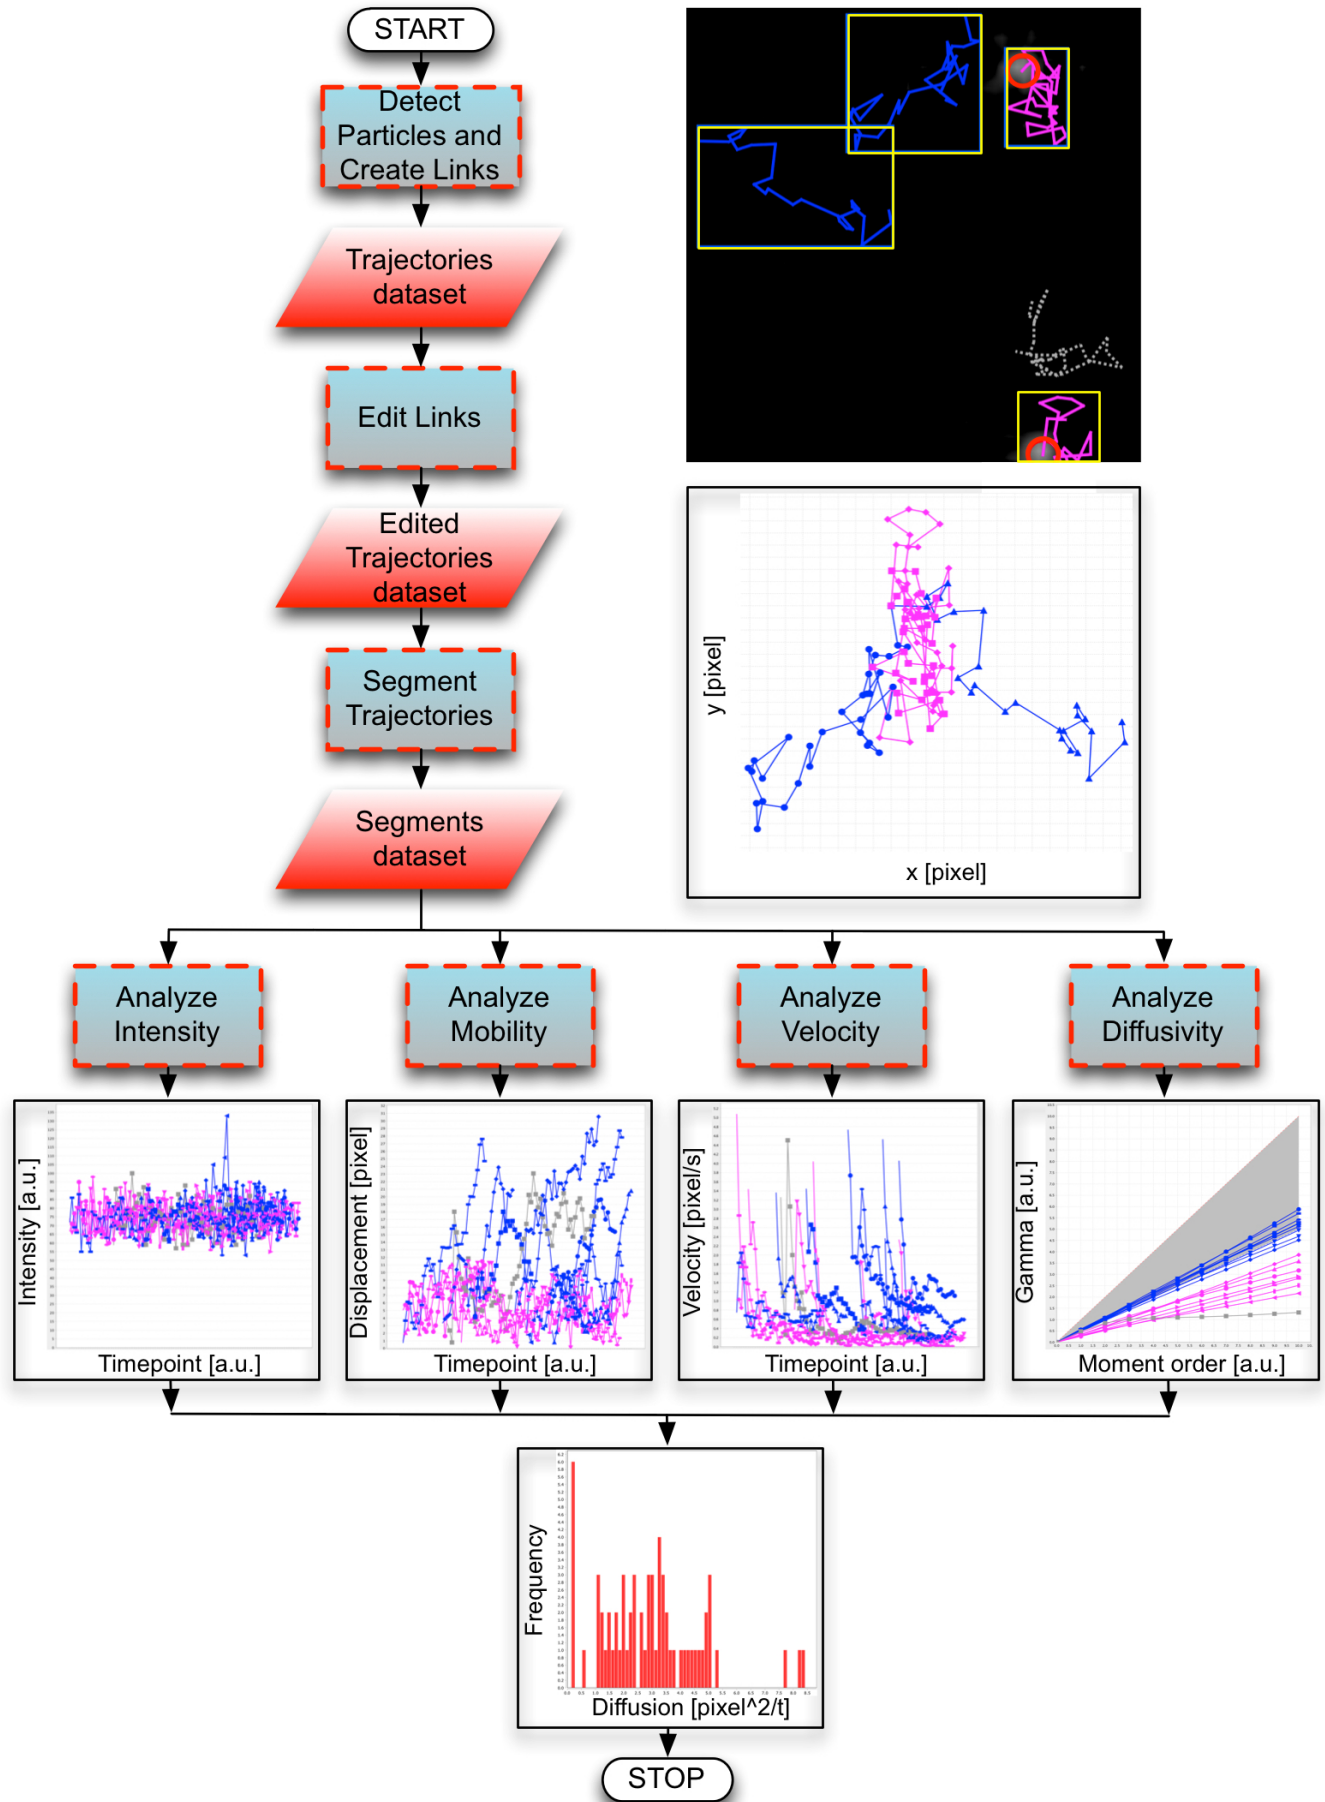 START
Detect
Particles and
Create Links
Trajectories
dataset
Edit Links
Edited
Trajectories
dataset
Segment
Trajectories
Segments
dataset
y [pixel]
x [pixel]
Analyze
Intensity
Analyze
Mobility
Analyze
Velocity
Analyze
Diffusivity
Intensity [a.u.]
Timepoint [a.u.]
Displacement [pixel]
Timepoint [a.u.]
Velocity [pixel/s]
Timepoint [a.u.]
Gamma [a.u.]
Moment order [a.u.]
Frequency
Diffusion [pixel^2/t]
STOP